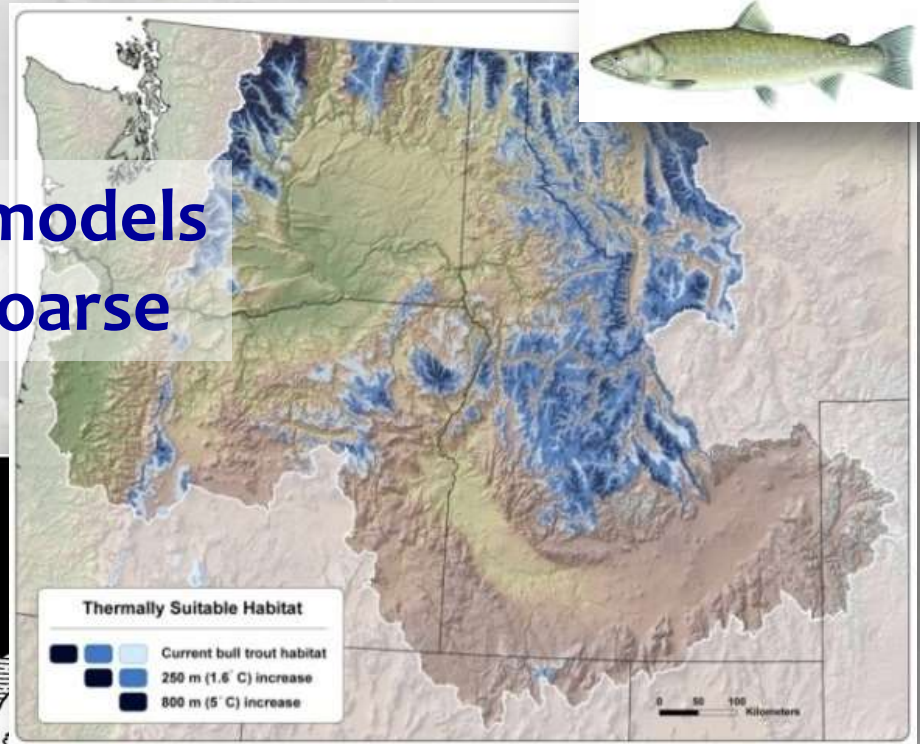 models
oarse
Thermally Suitable Habitat
Current bull trout habitat
250 m (1.6° C) increase
800 m (5° C) increase
0 50 100
Kilometers